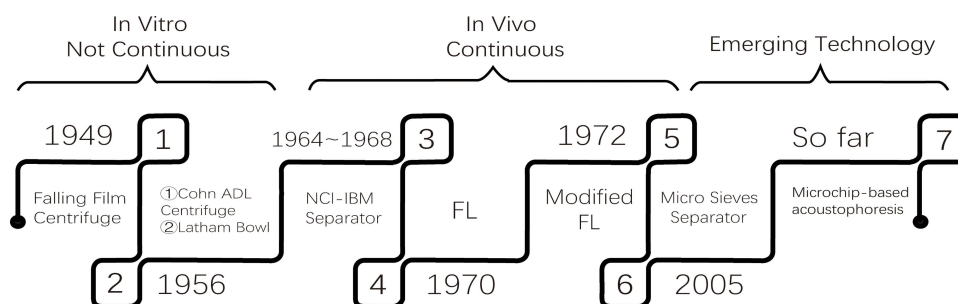 In Vitro
Not Continuous
In Vivo
Continuous
Emerging Technology
1949
1
1964~1968
3
1972
5
So far
7
Falling Film
Centrifuge
①Cohn ADL
Centrifuge
②Latham Bowl
NCI-IBM
Separator
FL
Modified
FL
Micro Sieves
Separator
Microchip-based
acoustophoresis
2
1956
4
1970
6
2005